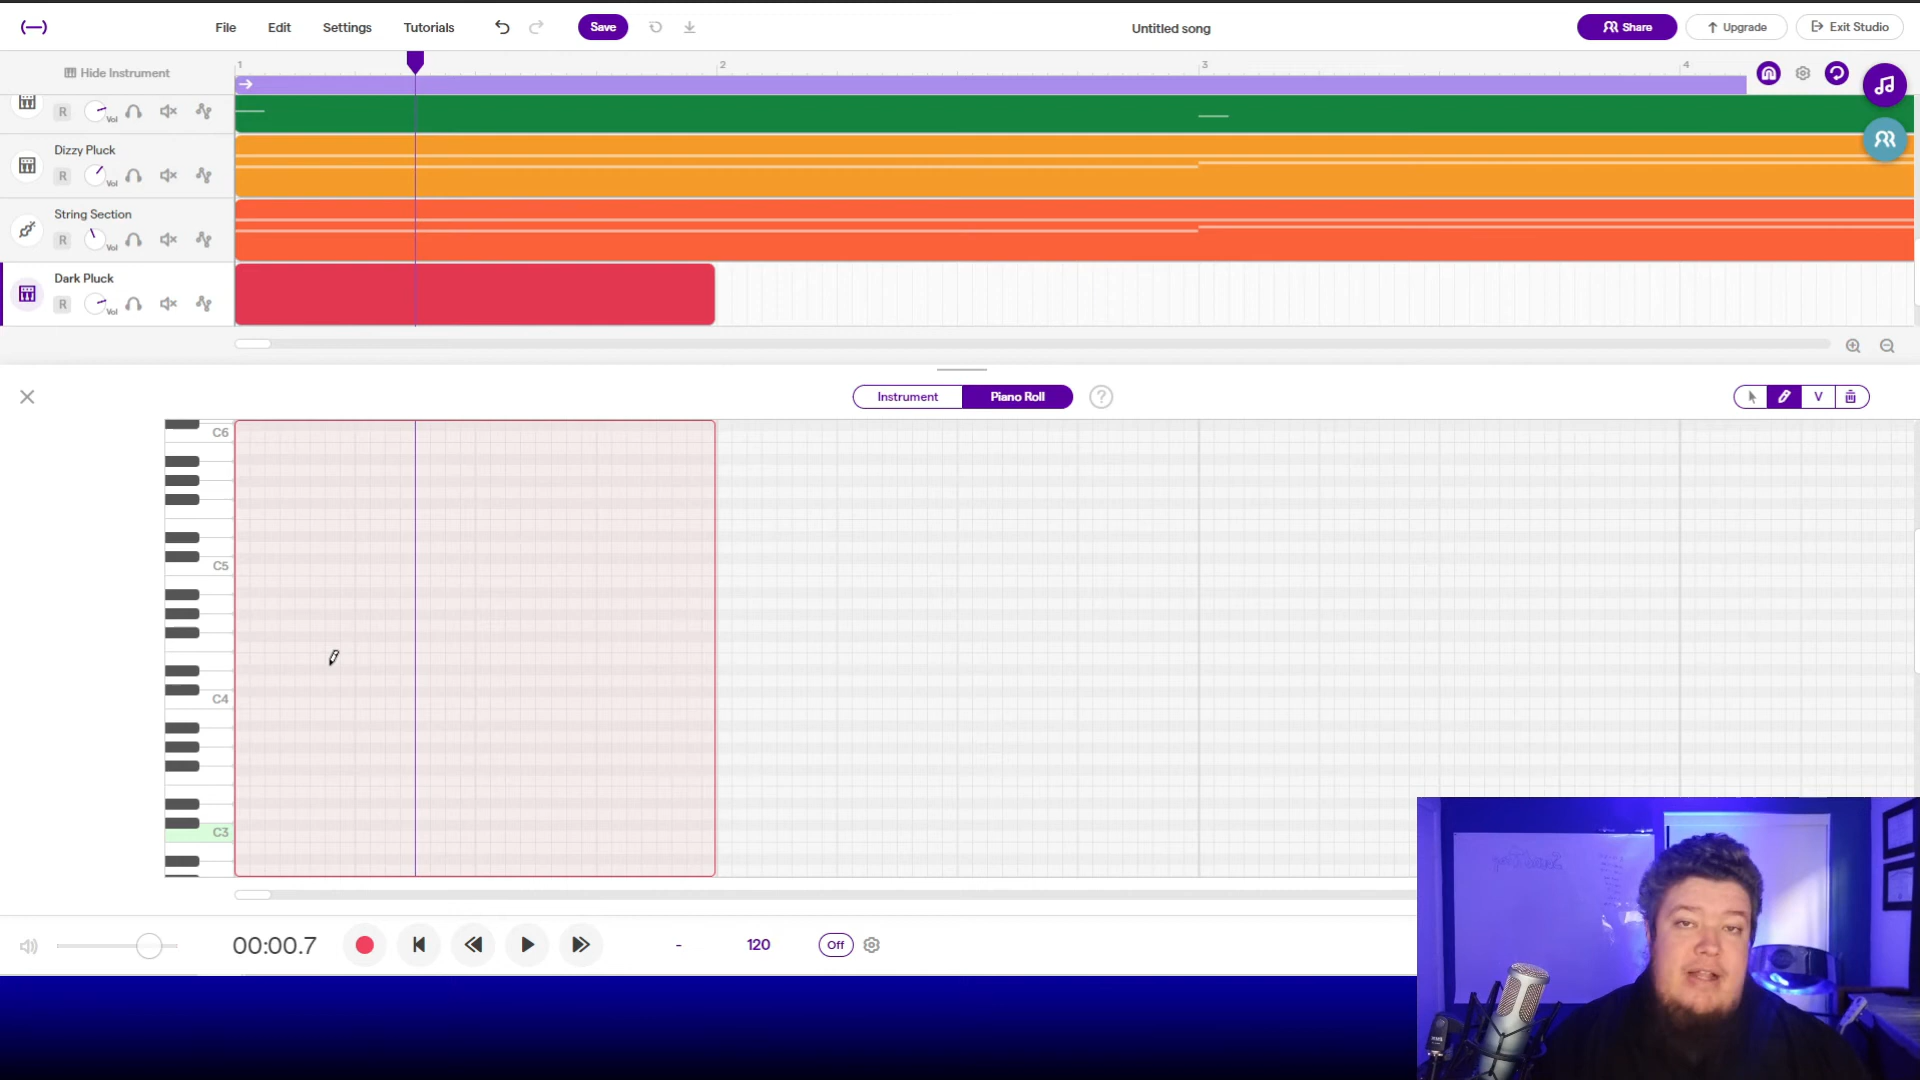 File Edit Settings Tutorials Save Untitled song Share Upgrade Exit Studio
Hide Instrument 1 2 3 4
R Vol
Dizzy Pluck
R Vol
String Section
R Vol
Dark Pluck
R Vol
Instrument Piano Roll ? V
C6
C5
C4
C3
00:00.7 - 120 Off